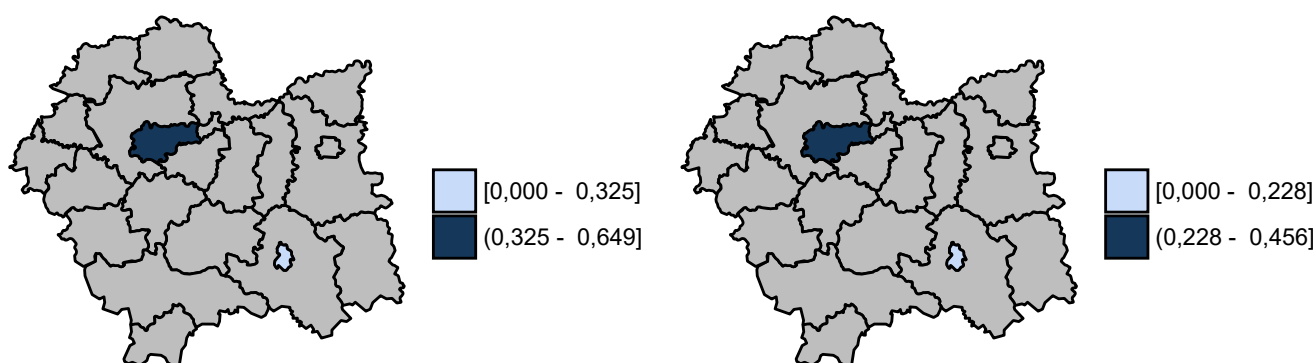 [0,000 -  0,325]
(0,325 -  0,649]
[0,000 -  0,228]
(0,228 -  0,456]